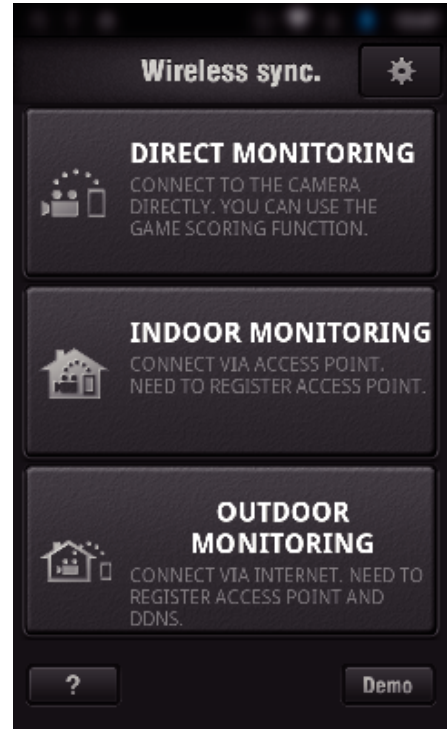 Wireless sync.
DIRECT MONITORING
CONNECT TO THE CAMERA
DIRECTLY. YOU CAN USE THE
GAME SCORING FUNCTION.
INDOOR MONITORING
CONNECT VIA ACCESS POINT.
NEED TO REGISTER ACCESS POINT.
OUTDOOR
MONITORING
CONNECT VIA INTERNET. NEED TO
REGISTER ACCESS POINT AND
DDNS.
?
Demo